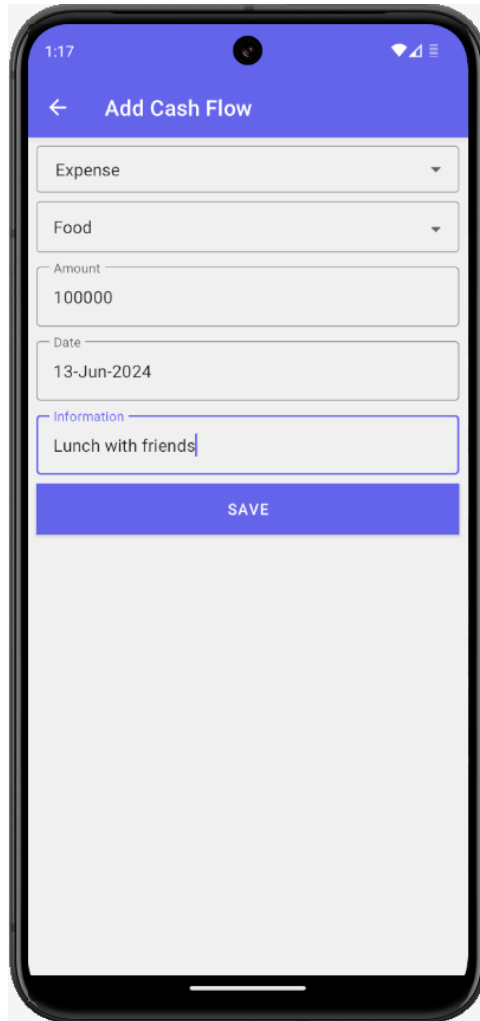 1:17
Add Cash Flow
Expense
Food
Amount
100000
Date
13-Jun-2024
Information
Lunch with friends
SAVE